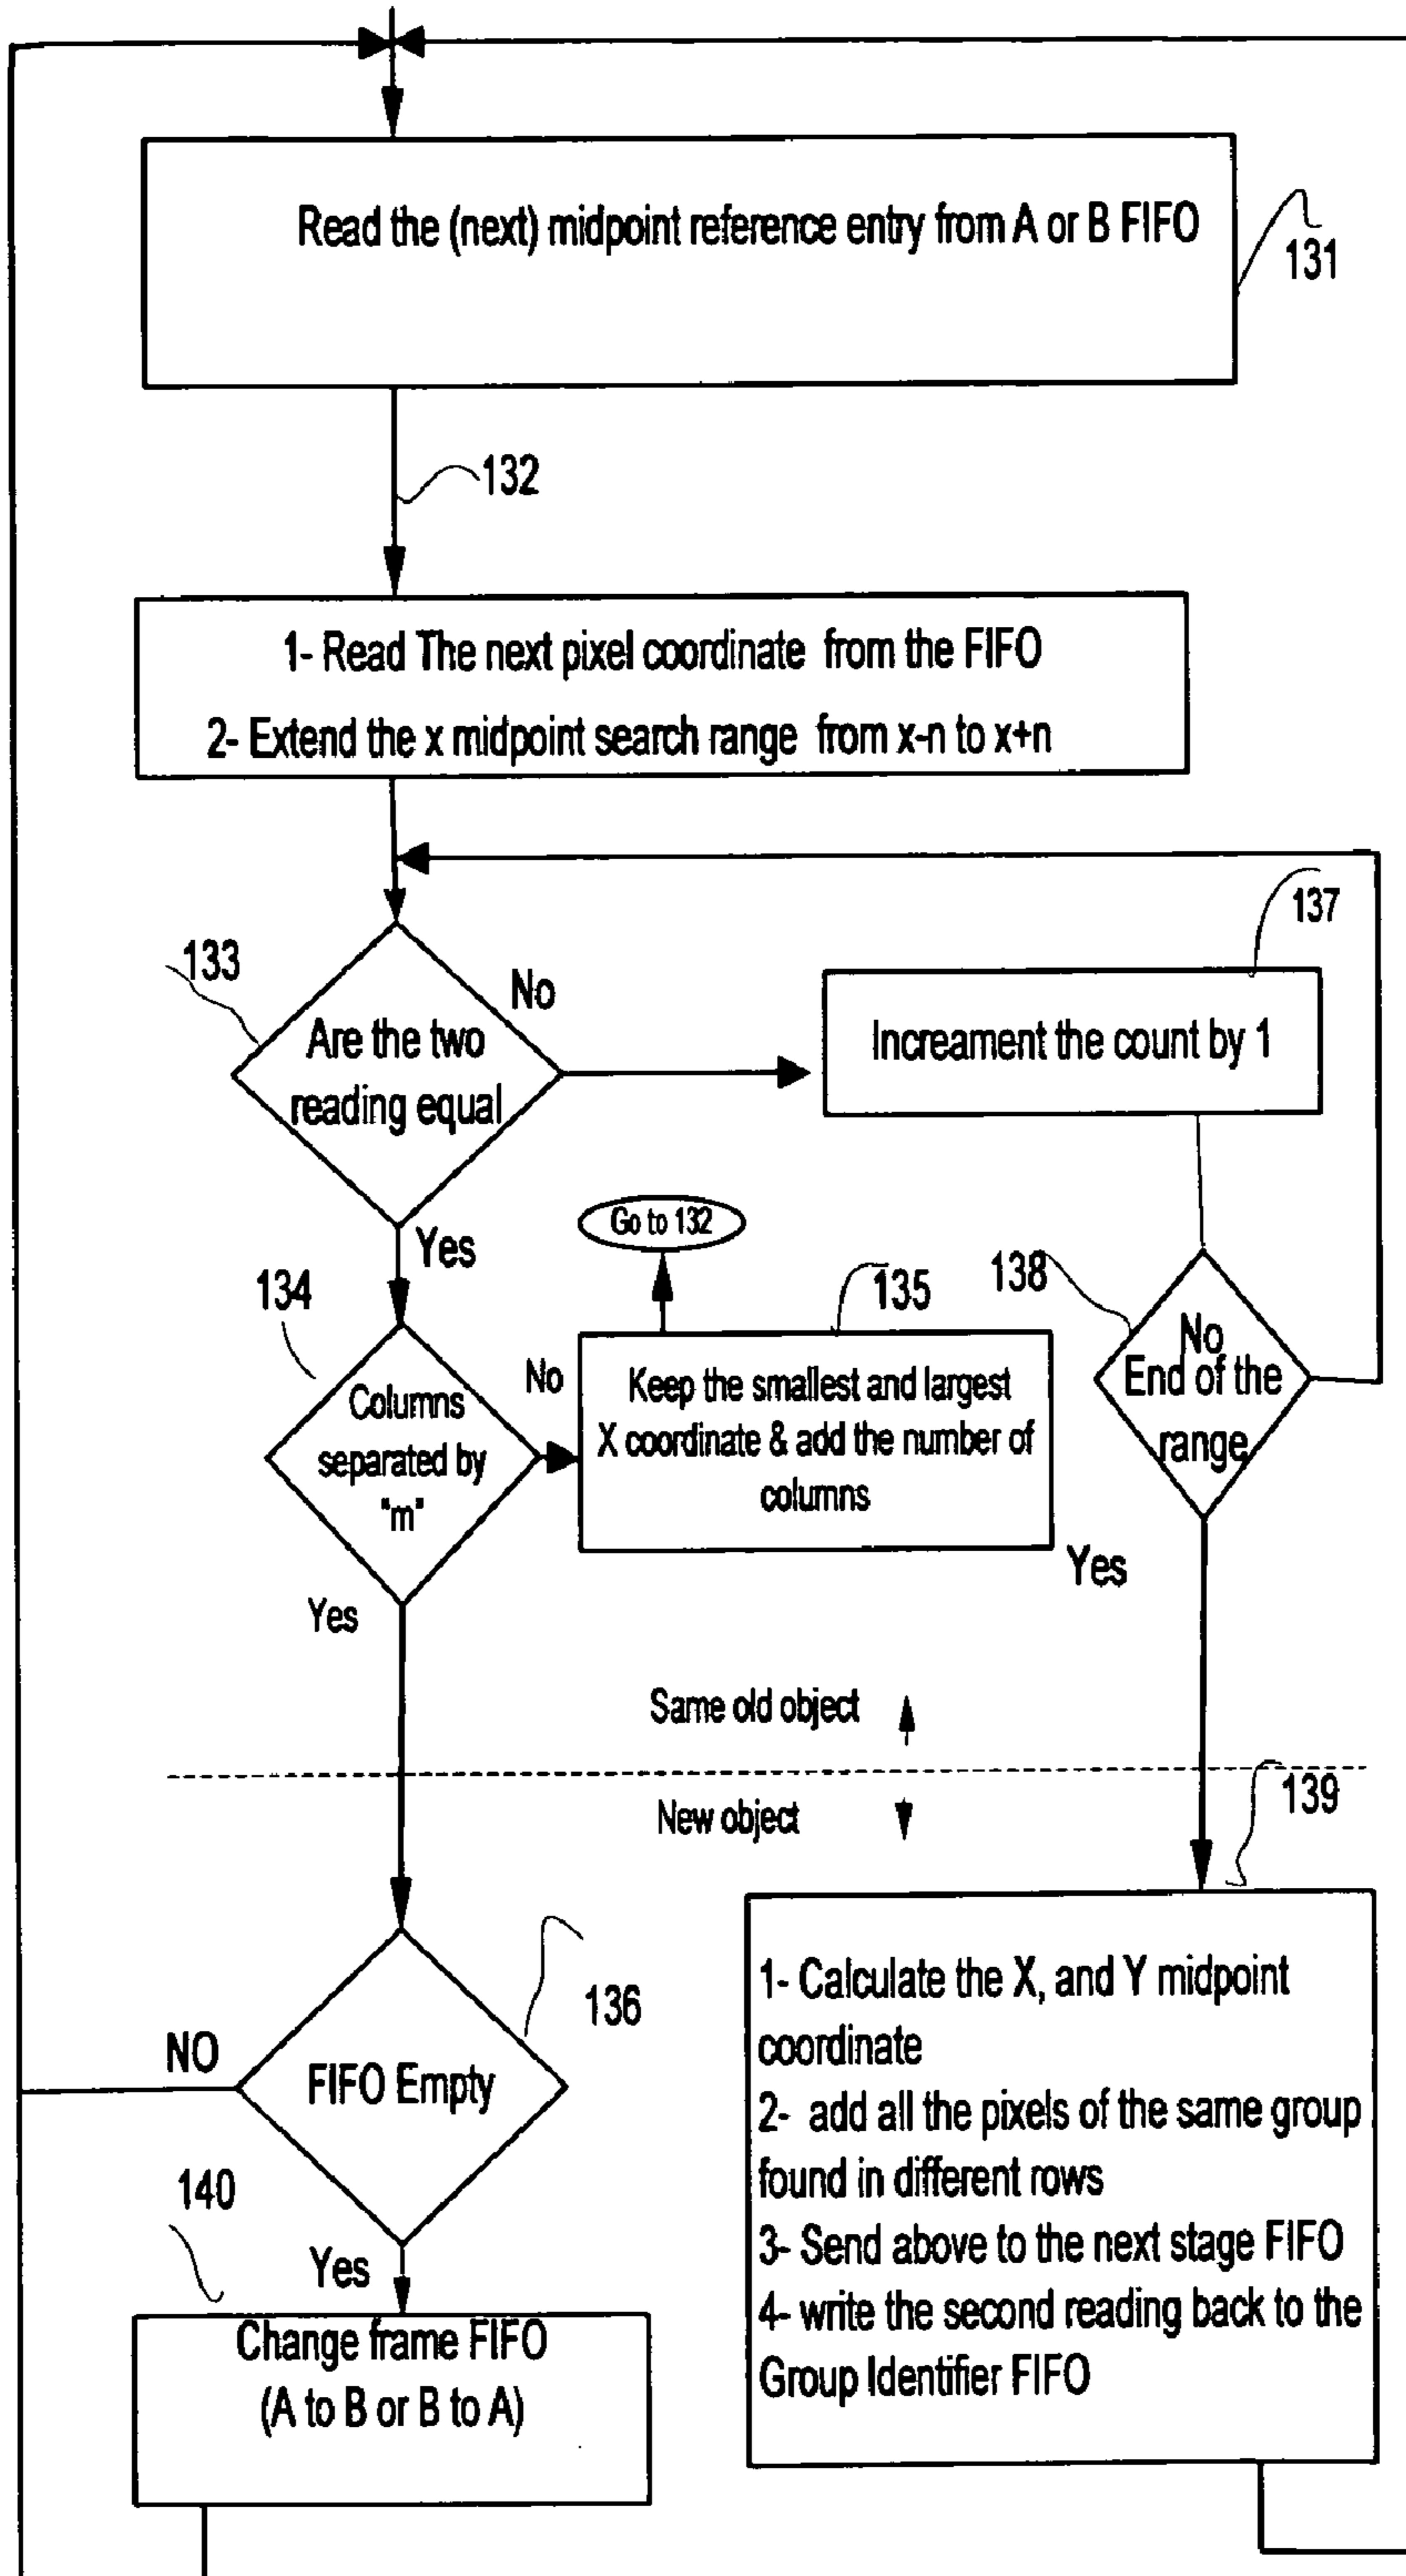 Read the (next) midpoint reference entry from A or B FIFO
131
132
1- Read The next pixel coordinate from the FIFO
2- Extend the x midpoint search range from x-n to x+n
133
Are the two
reading equal
No
137
Increament the count by 1
Yes
Go to 132
134
Columns
separated by
"m"
No
135
Keep the smallest and largest
X coordinate & add the number of
columns
138
No
End of the
range
Yes
Yes
Same old object
New object
139
136
FIFO Empty
NO
Yes
1- Calculate the X, and Y midpoint
coordinate
2- add all the pixels of the same group
found in different rows
3- Send above to the next stage FIFO
4- write the second reading back to the
Group Identifier FIFO
140
Change frame FIFO
(A to B or B to A)